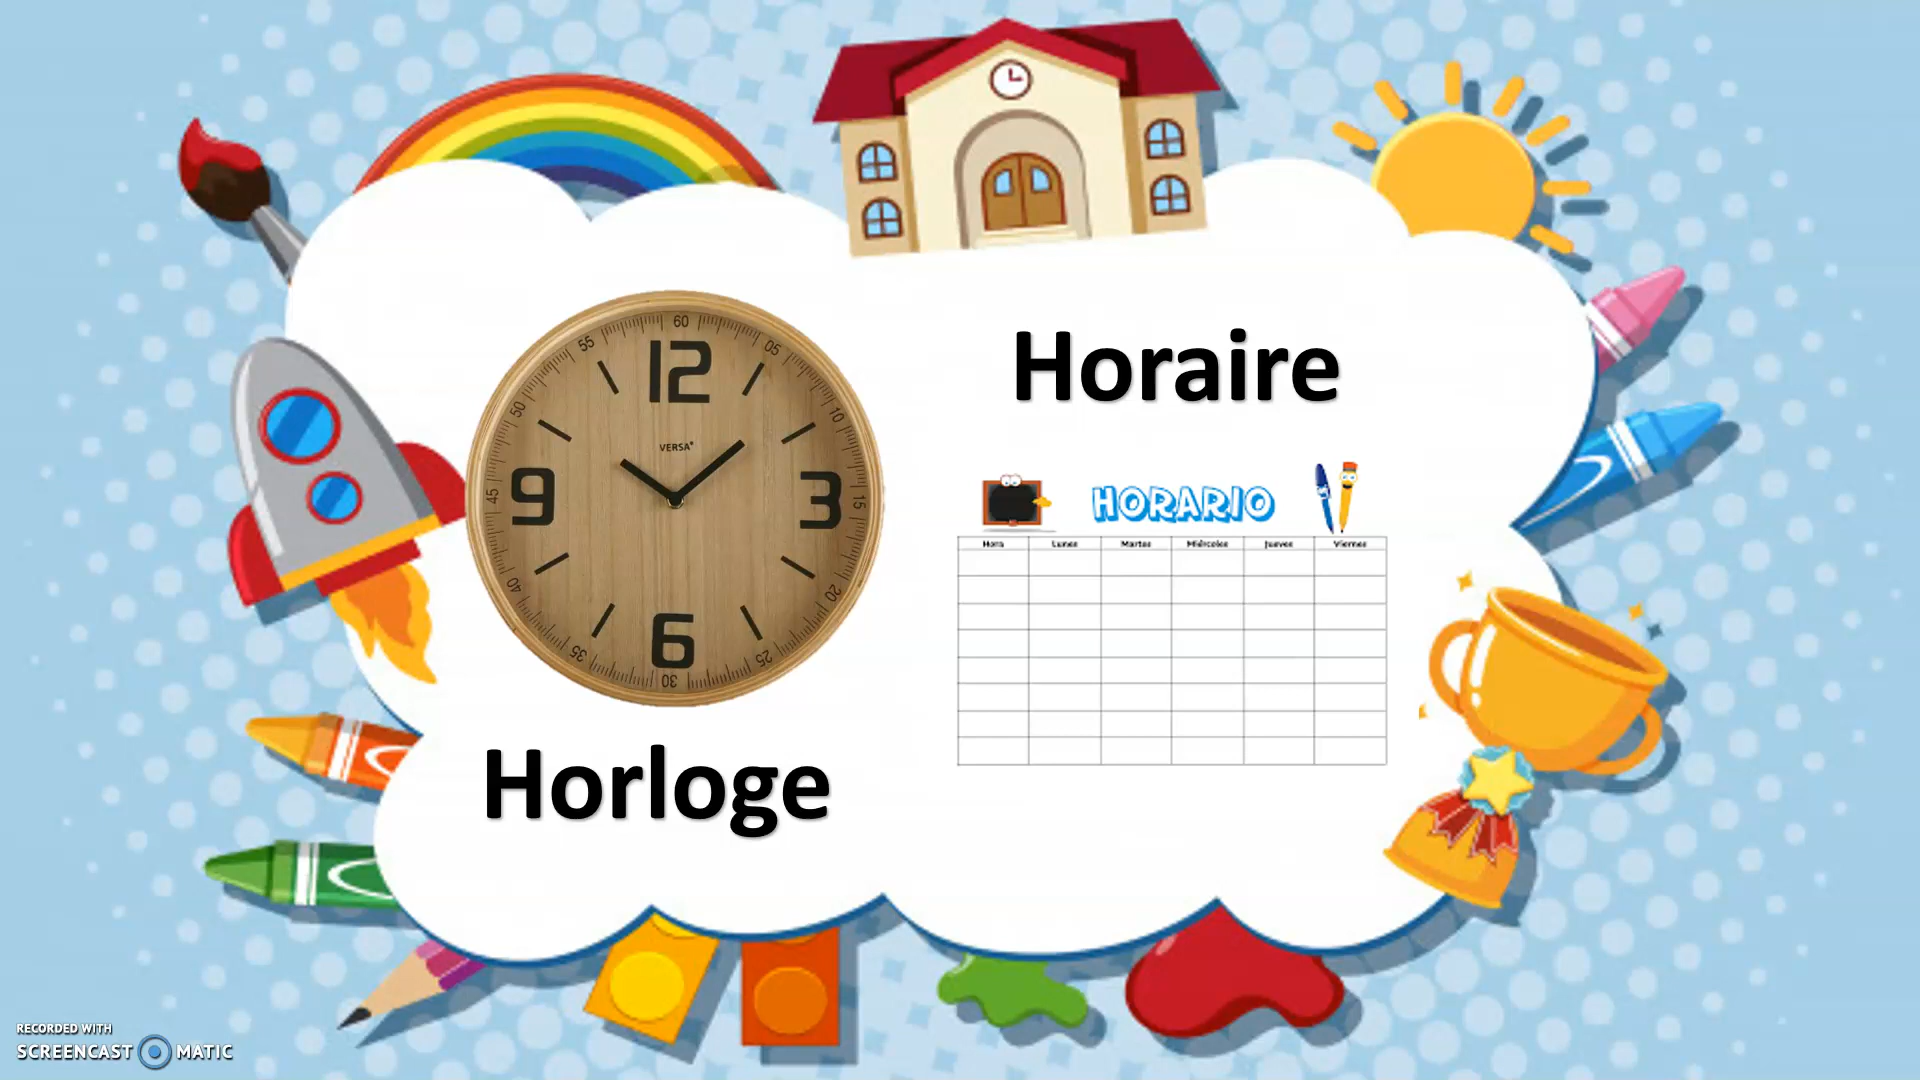 Horaire
60
55
05
12
50
10
VERSA
9
3
45
15
40
20
6
35
25
30
HORARIO
Hora Lunes Martes Miércoles Jueves Viernes
Horloge
RECORDED WITH
SCREENCAST MATIC